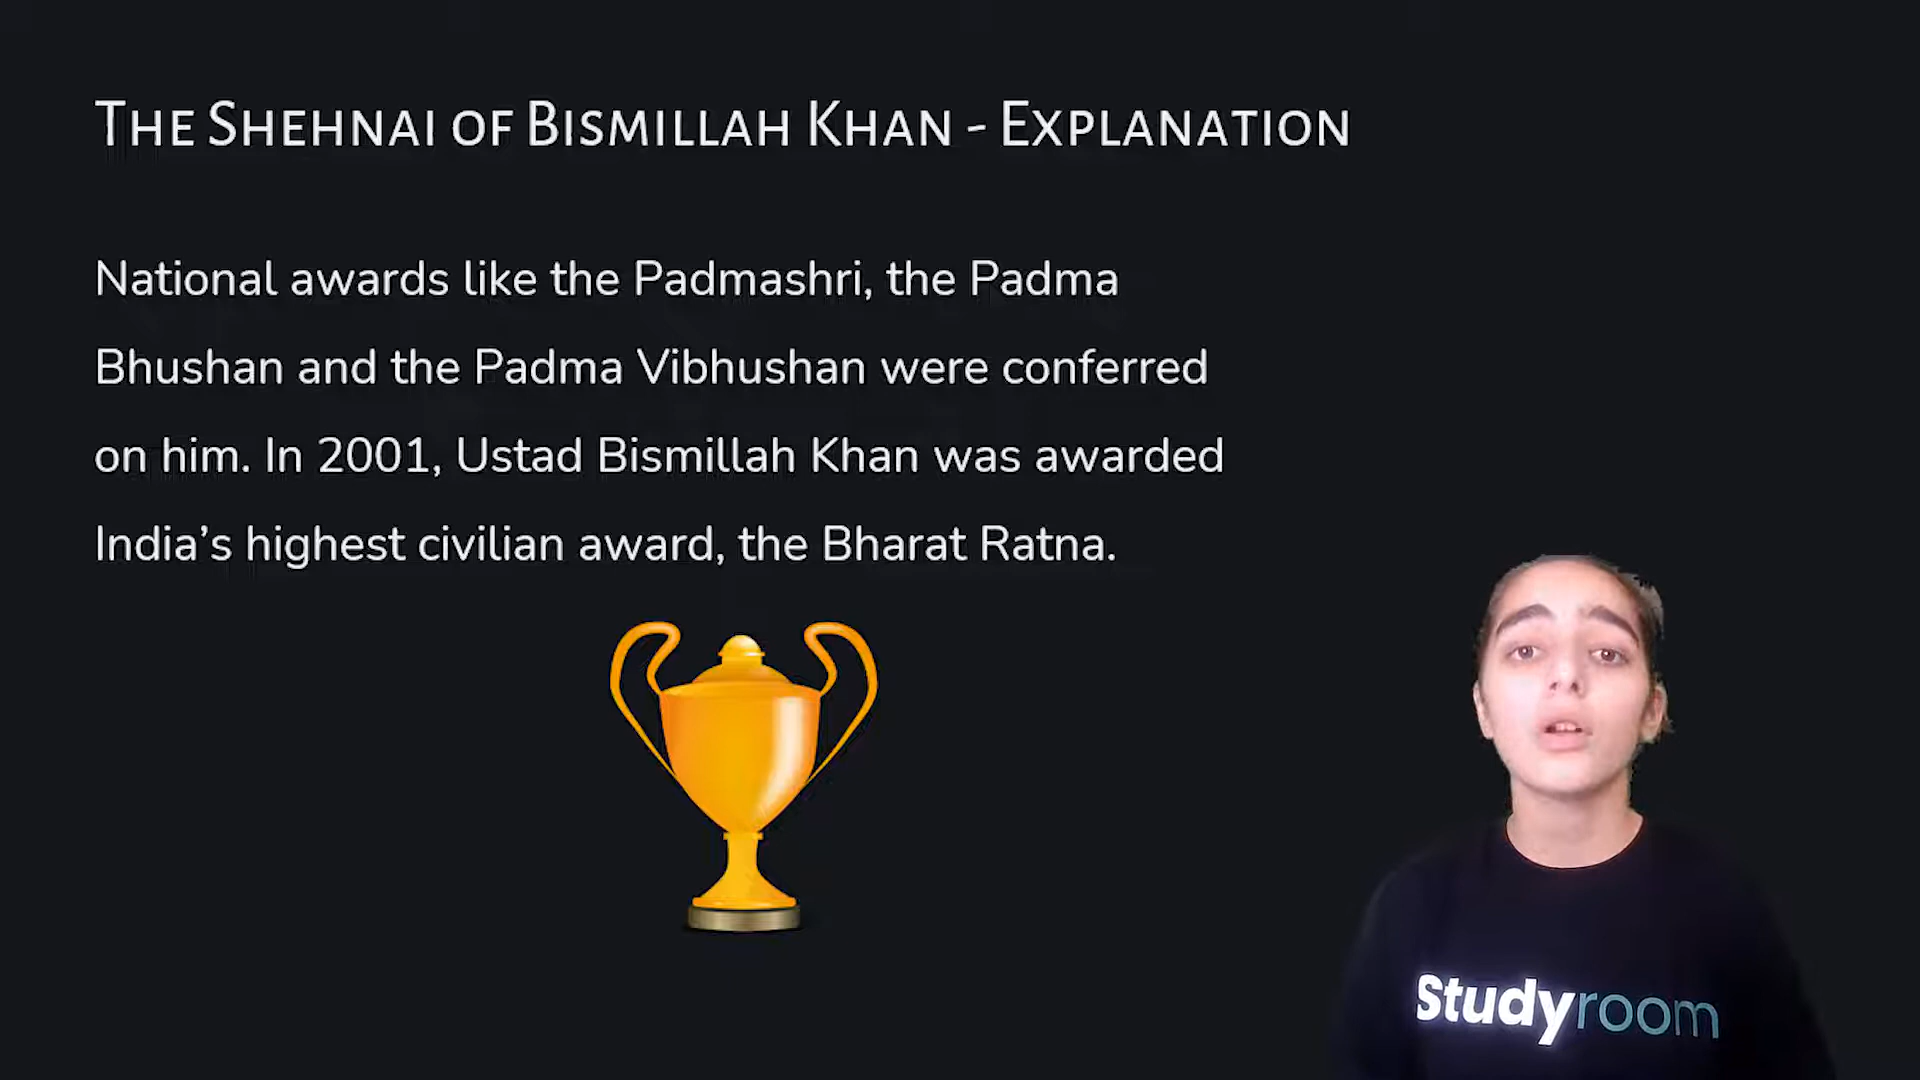 The Shehnai of Bismillah Khan - Explanation
National awards like the Padmashri, the Padma
Bhushan and the Padma Vibhushan were conferred
on him. In 2001, Ustad Bismillah Khan was awarded
India’s highest civilian award, the Bharat Ratna.
Studyroom